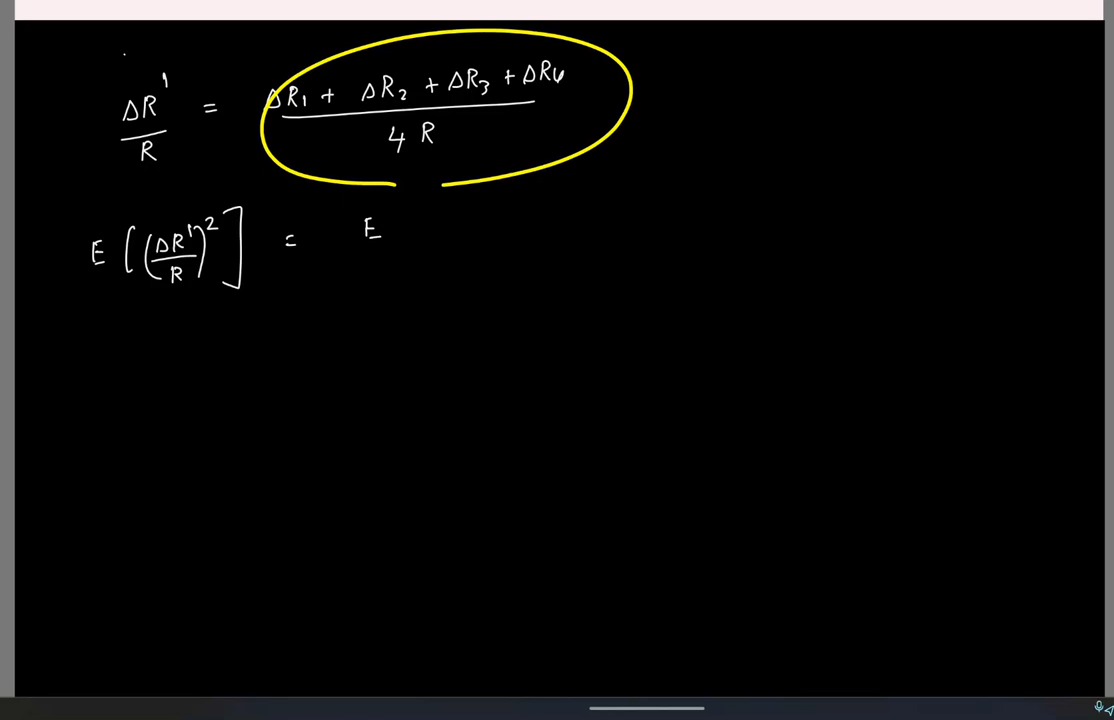 ΔR' / R = (ΔR₁ + ΔR₂ + ΔR₃ + ΔR₄) / 4R
E[(ΔR' / R)²] = E